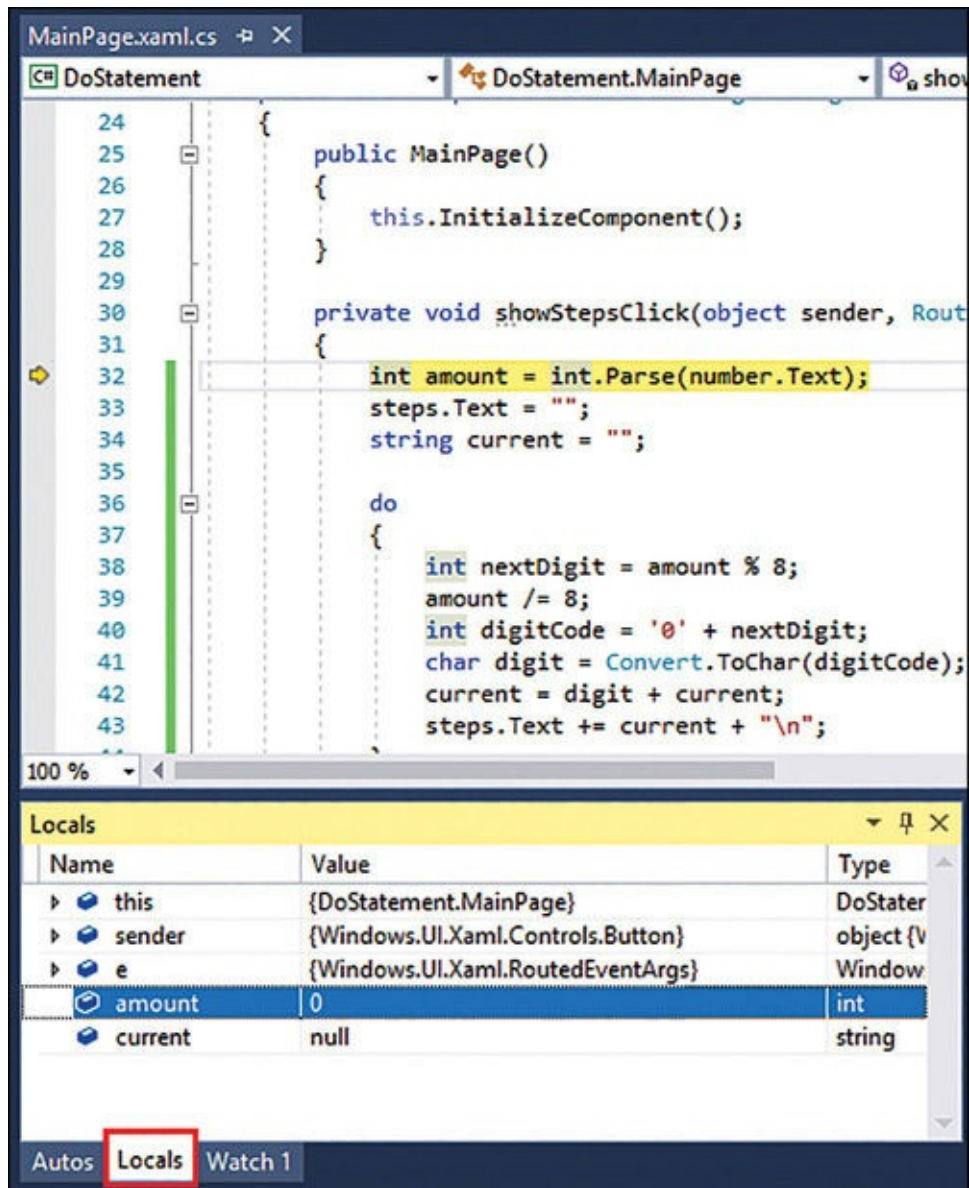 MainPage.xaml.cs
C# DoStatement DoStatement.MainPage
24 {
25 public MainPage()
26 {
27 this.InitializeComponent();
28 }
29
30 private void showStepsClick(object sender, Rout
31 {
32 int amount = int.Parse(number.Text);
33 steps.Text = "";
34 string current = "";
35
36 do
37 {
38 int nextDigit = amount % 8;
39 amount /= 8;
40 int digitCode = '0' + nextDigit;
41 char digit = Convert.ToChar(digitCode);
42 current = digit + current;
43 steps.Text += current + "\n";
100 %
Locals
Name Value Type
this {DoStatement.MainPage} DoStater
sender {Windows.UI.Xaml.Controls.Button} object {W
e {Windows.UI.Xaml.RoutedEventArgs} Window
amount 0 int
current null string
Autos Locals Watch 1